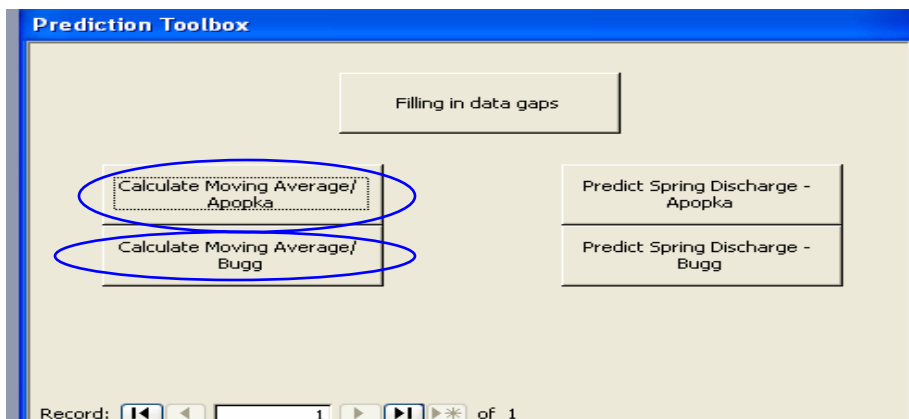 Prediction Toolbox
Filling in data gaps
Calculate Moving Average/
Apopka
Predict Spring Discharge -
Apopka
Calculate Moving Average/
Bugg
Predict Spring Discharge -
Bugg
Record: 1 of 1